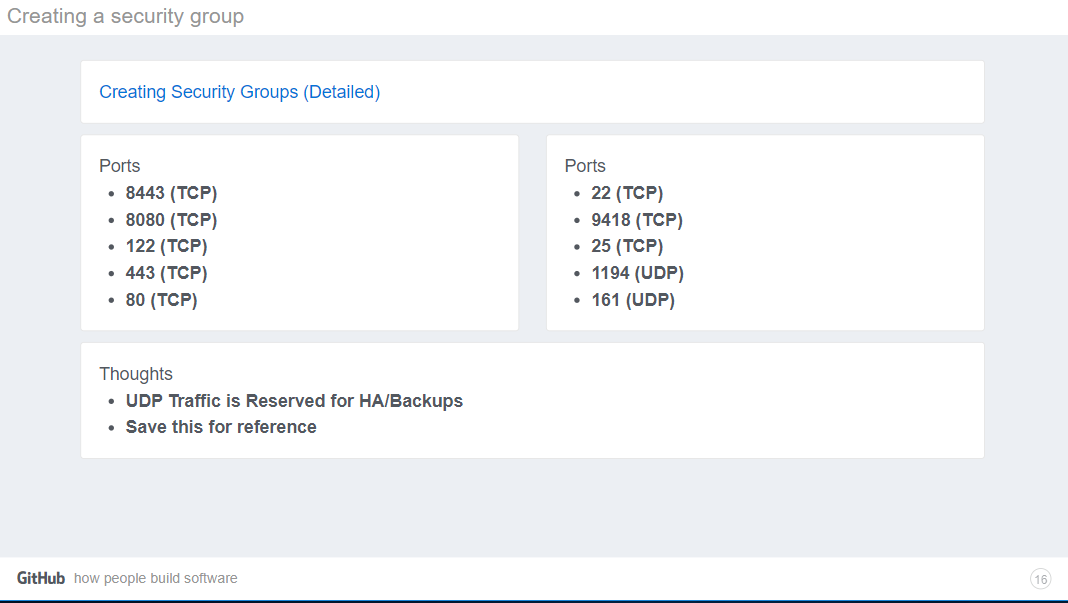 Creating a security group
Creating Security Groups (Detailed)
Ports
• 8443 (TCP)
• 8080 (TCP)
• 122 (TCP)
• 443 (TCP)
• 80 (TCP)
Ports
• 22 (TCP)
• 9418 (TCP)
• 25 (TCP)
• 1194 (UDP)
• 161 (UDP)
Thoughts
• UDP Traffic is Reserved for HA/Backups
• Save this for reference
GitHub how people build software
16